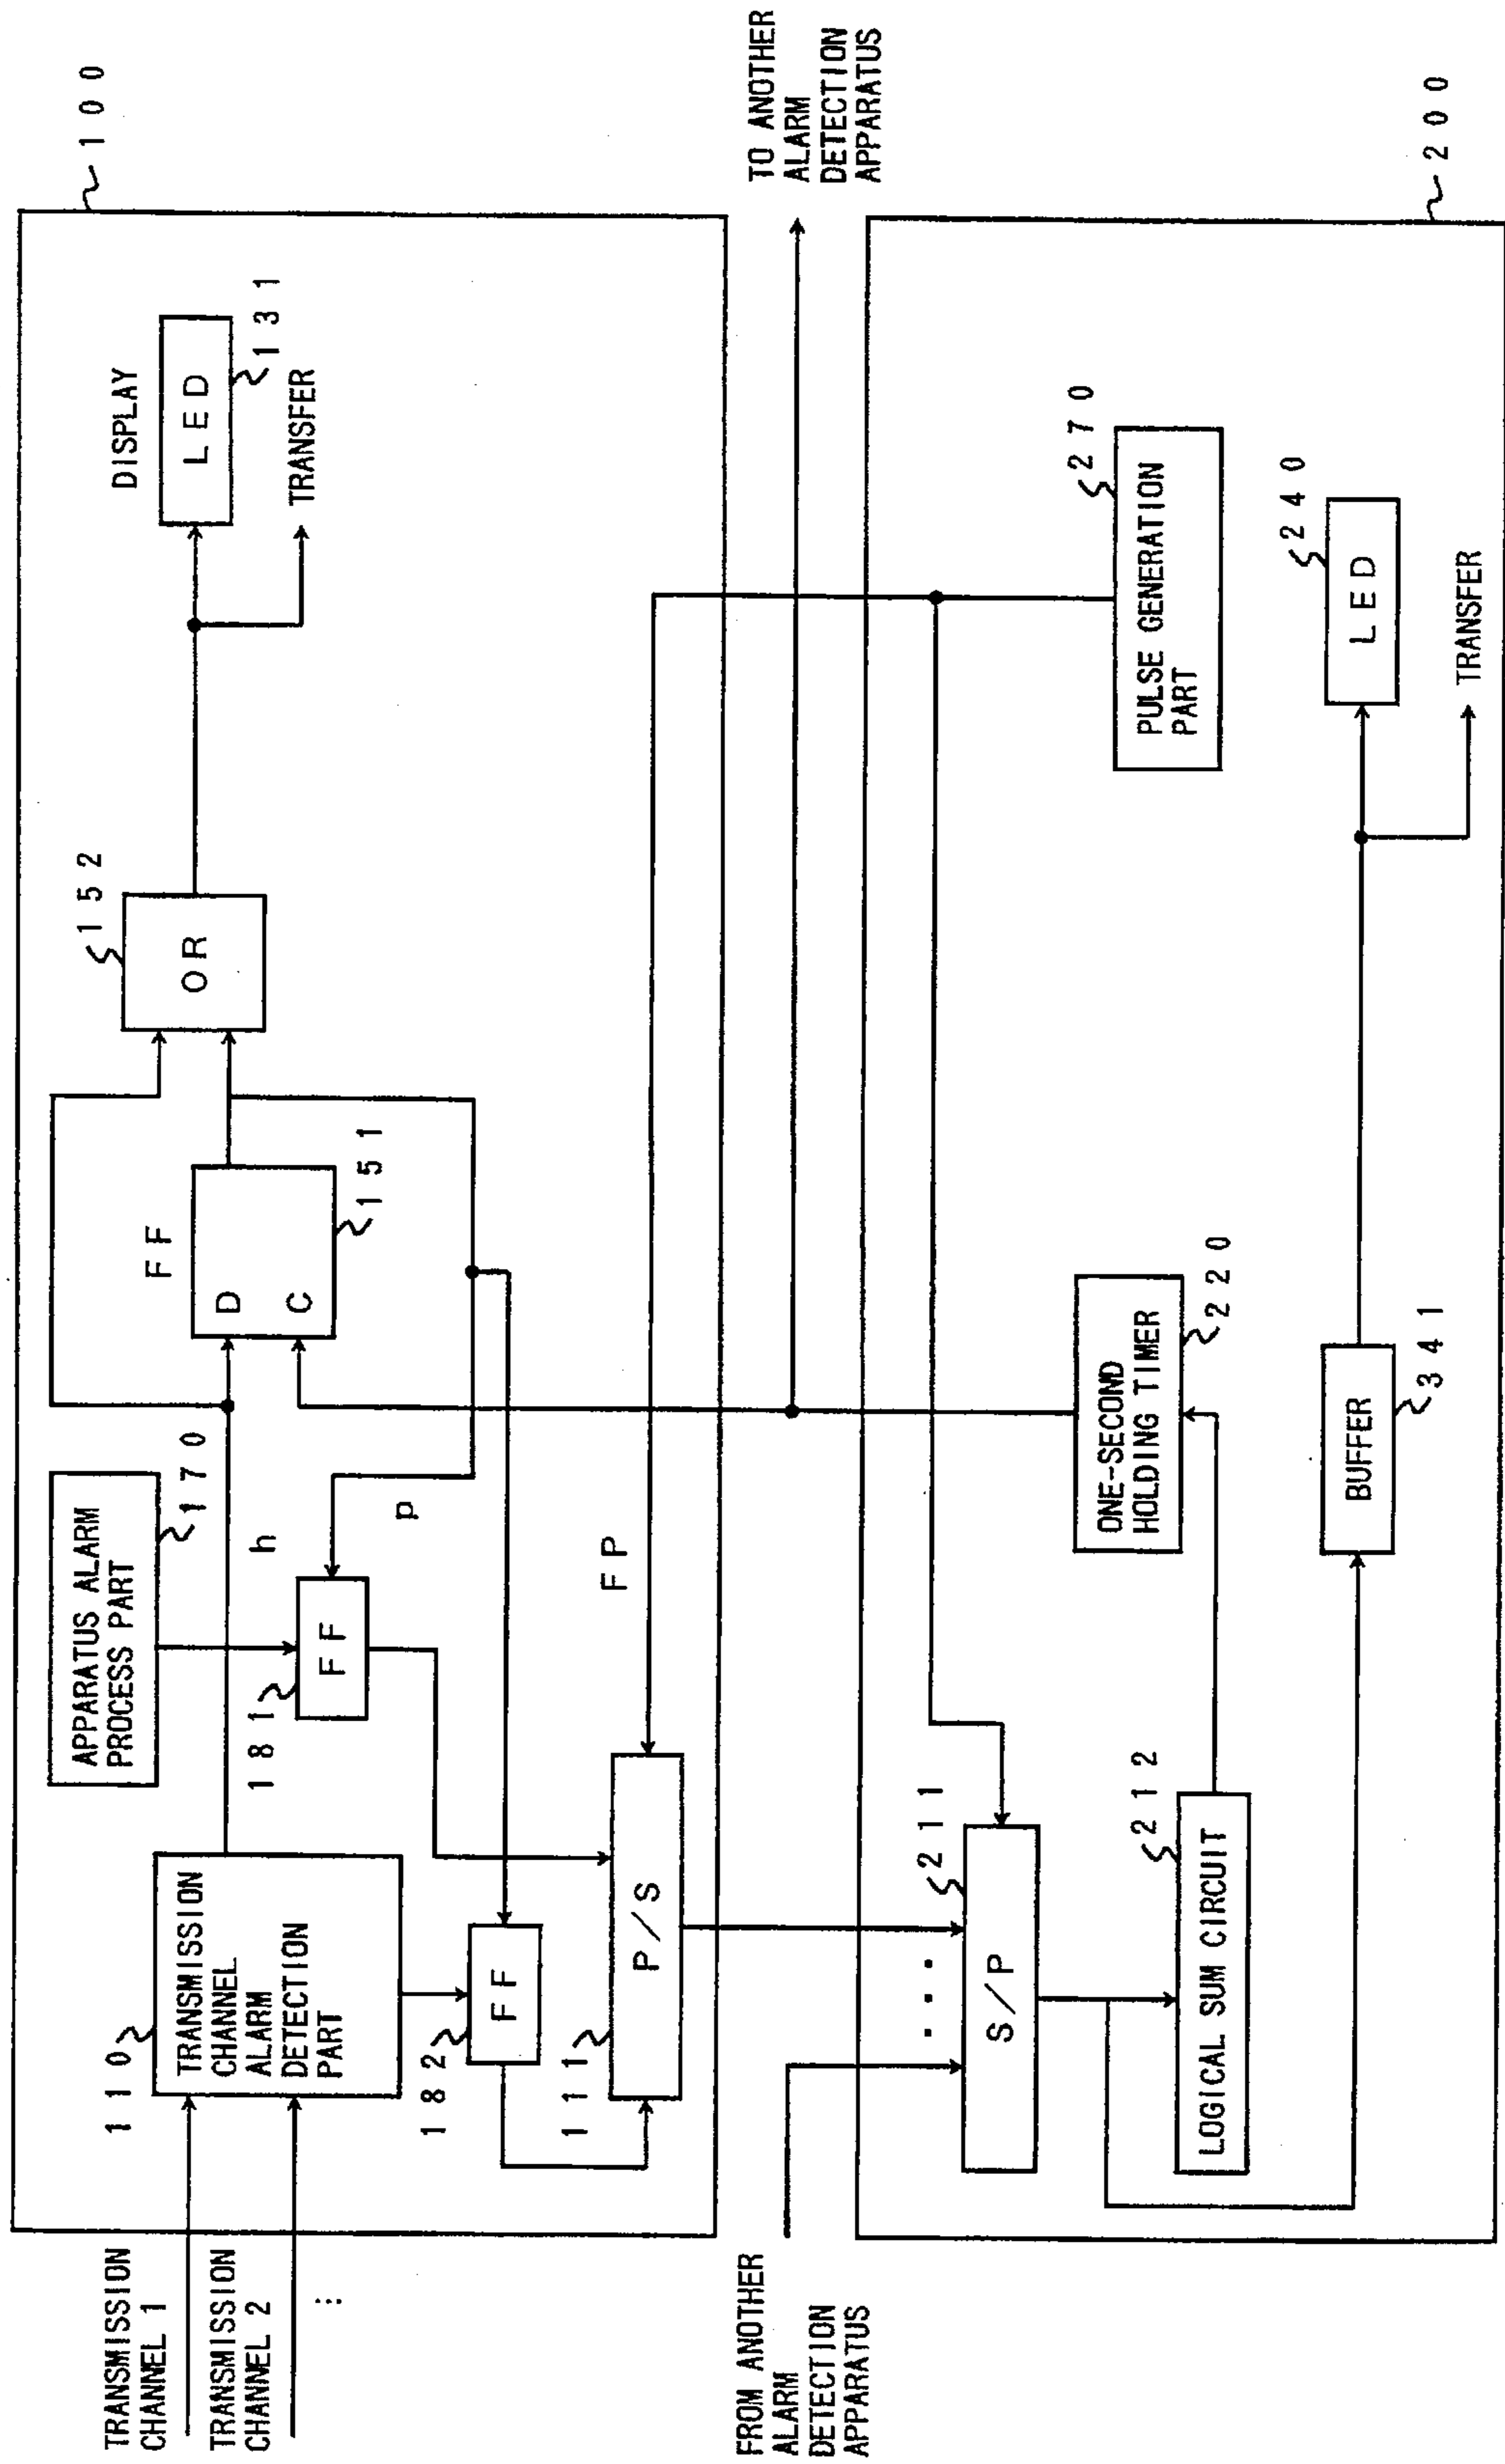 TRANSMISSION
CHANNEL 1
TRANSMISSION
CHANNEL 2
⋮
110
TRANSMISSION
CHANNEL
ALARM
DETECTION
PART
APPARATUS ALARM
PROCESS PART
170
h
181
FF
182
FF
111
P/S
p
FP
FF
D
C
151
152
OR
DISPLAY
LED
131
TRANSFER
100
FROM ANOTHER
ALARM
DETECTION
APPARATUS
TO ANOTHER
ALARM
DETECTION
APPARATUS
....
211
S/P
212
LOGICAL SUM CIRCUIT
ONE-SECOND
HOLDING TIMER
220
BUFFER
341
270
PULSE GENERATION
PART
240
LED
TRANSFER
200